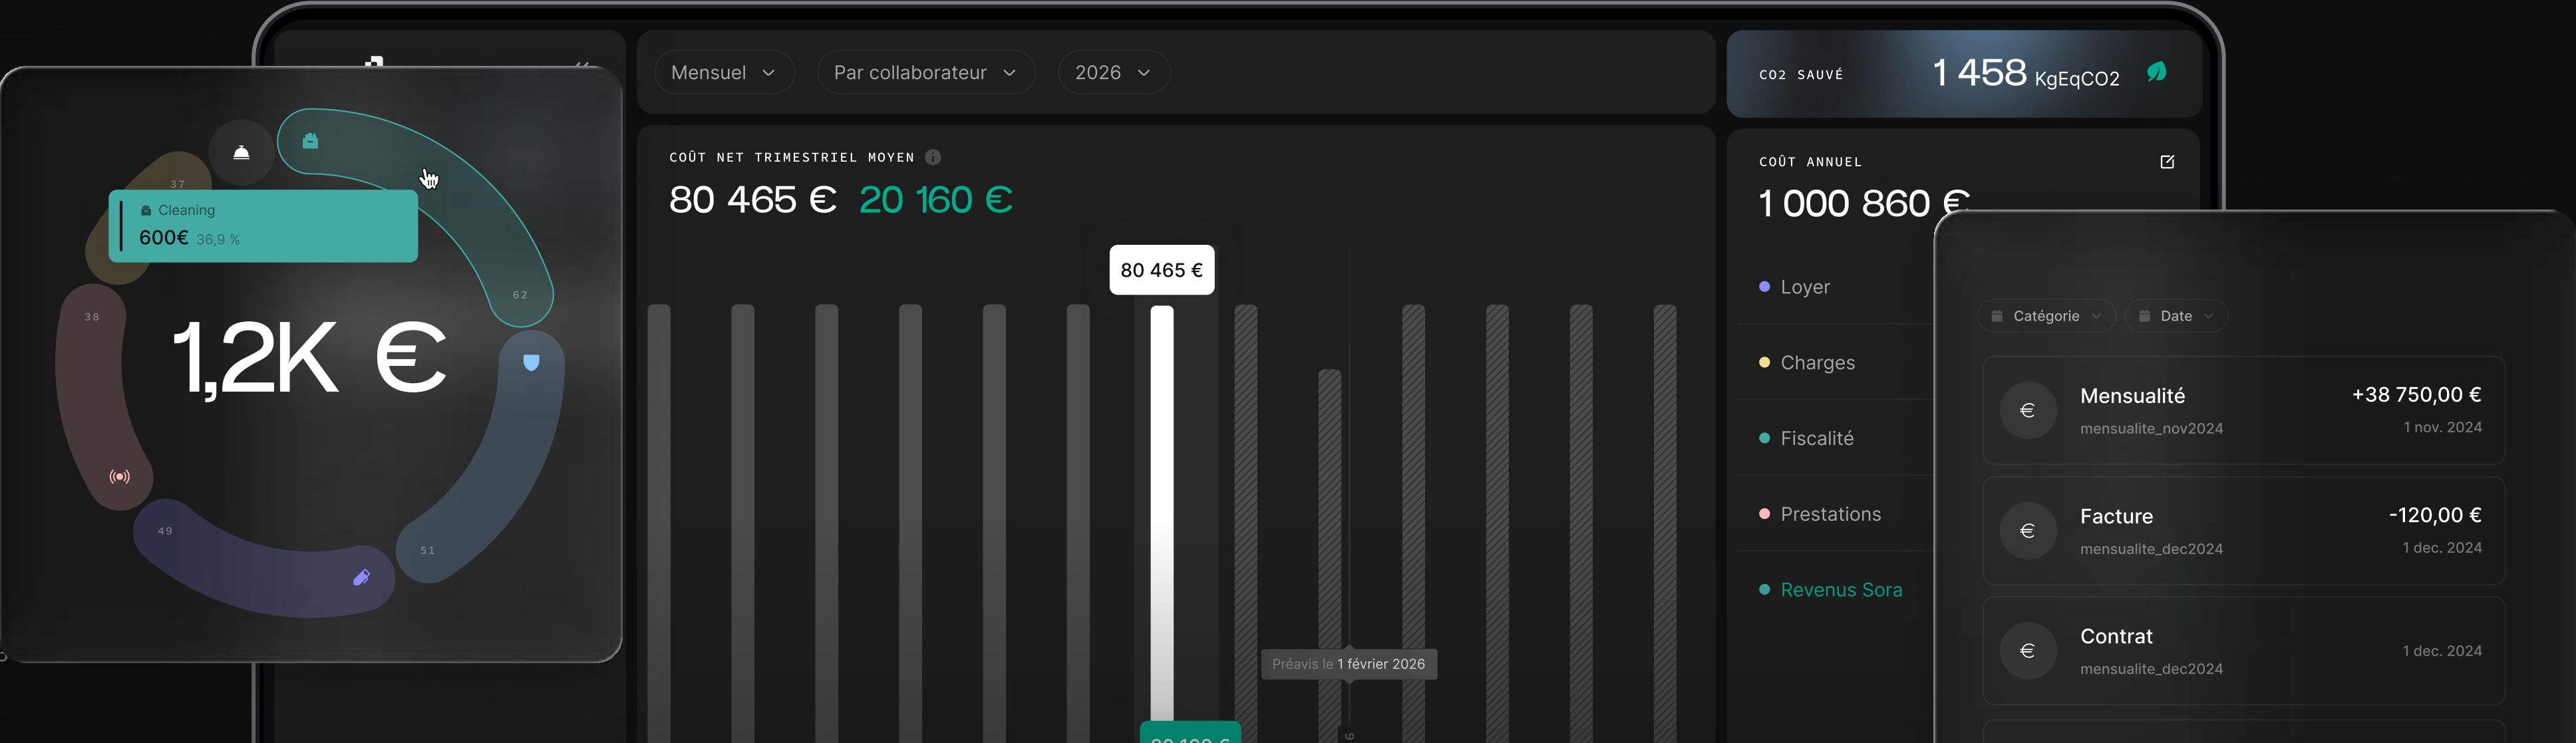 Mensuel
Par collaborateur
2026
CO2 SAUVÉ
1 458 KgEqCO2
37
Cleaning
600€ 36,9 %
62
38
1,2K €
49
51
COÛT NET TRIMESTRIEL MOYEN
80 465 € 20 160 €
80 465 €
Préavis le 1 février 2026
COÛT ANNUEL
1 000 860 €
Loyer
Charges
Fiscalité
Prestations
Revenus Sora
Catégorie
Date
Mensualité
+38 750,00 €
mensualite_nov2024
1 nov. 2024
Facture
-120,00 €
mensualite_dec2024
1 dec. 2024
Contrat
mensualite_dec2024
1 dec. 2024